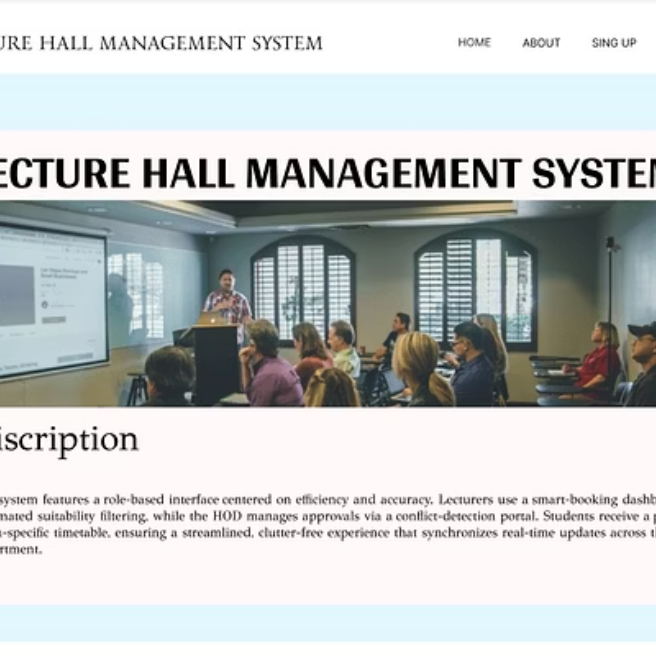 URE HALL MANAGEMENT SYSTEM
HOME ABOUT SING UP
ECTURE HALL MANAGEMENT SYSTEM
iscription
system features a role-based interface centered on efficiency and accuracy. Lecturers use a smart-booking dashb
mated suitability filtering, while the HOD manages approvals via a conflict-detection portal. Students receive a p
-specific timetable, ensuring a streamlined, clutter-free experience that synchronizes real-time updates across t
rtment.